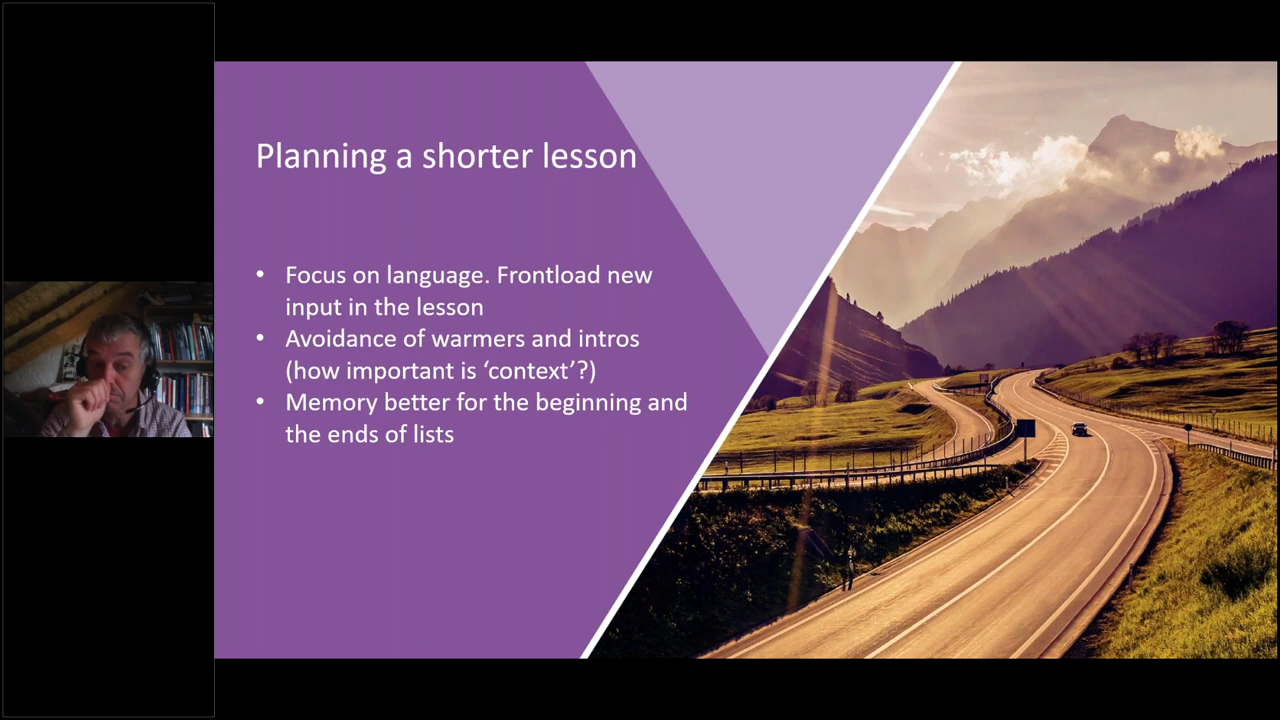 Planning a shorter lesson
• Focus on language. Frontload new
input in the lesson
• Avoidance of warmers and intros
(how important is ‘context’?)
• Memory better for the beginning and
the ends of lists